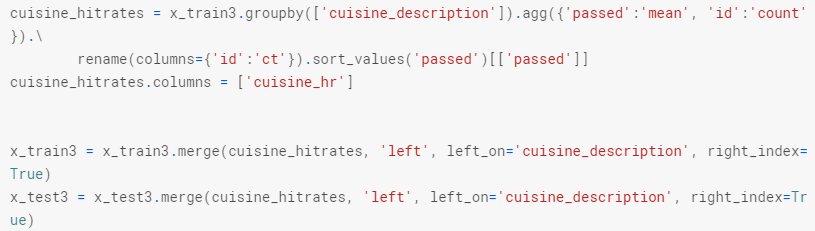 cuisine_hitrates = x_train3.groupby(['cuisine_description']).agg({'passed':'mean', 'id':'count'
}).\
        rename(columns={'id':'ct'}).sort_values('passed')[['passed']]
cuisine_hitrates.columns = ['cuisine_hr']
x_train3 = x_train3.merge(cuisine_hitrates, 'left', left_on='cuisine_description', right_index=
True)
x_test3 = x_test3.merge(cuisine_hitrates, 'left', left_on='cuisine_description', right_index=Tr
ue)